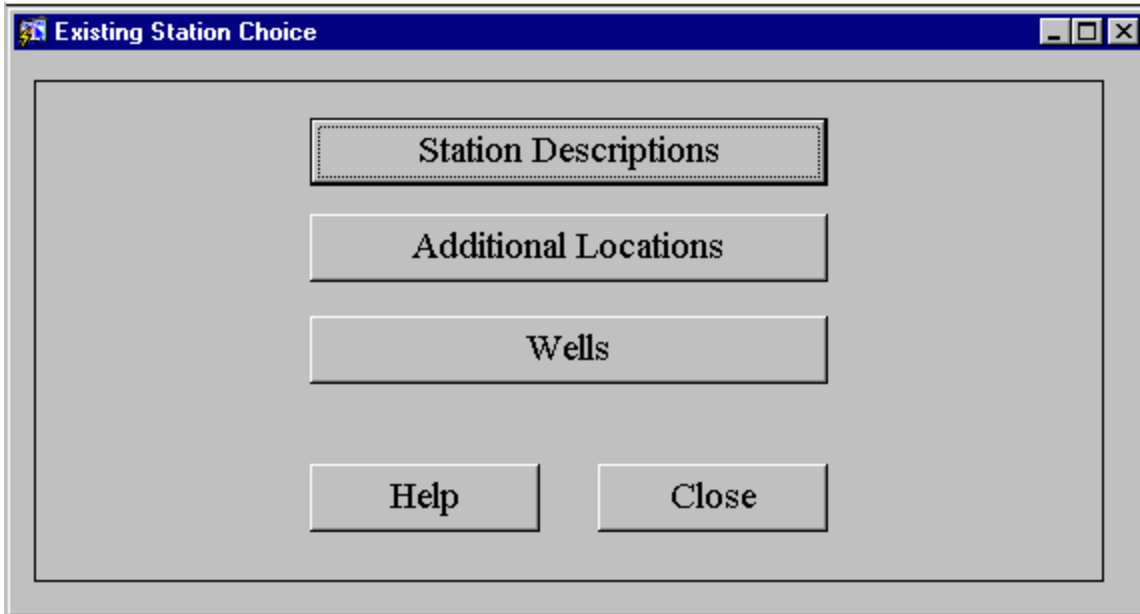 Existing Station Choice
Station Descriptions
Additional Locations
Wells
Help
Close